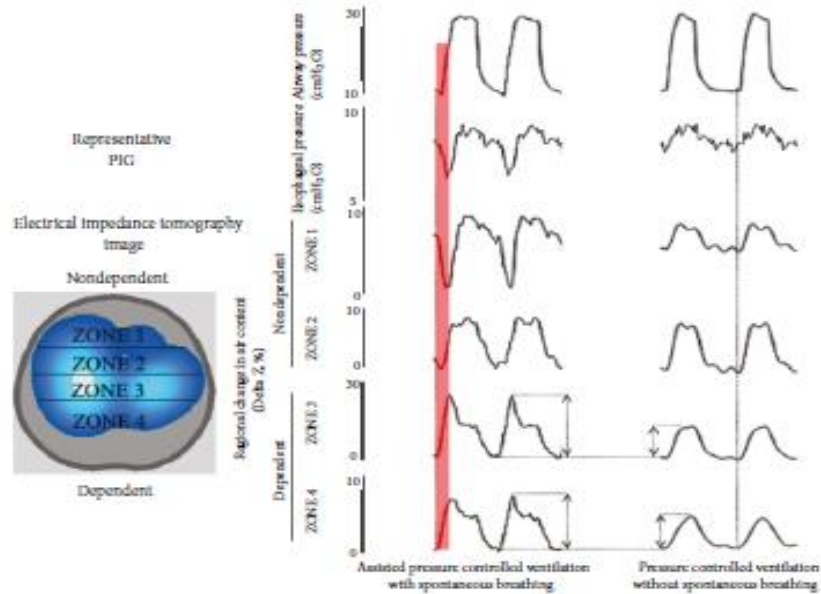 Representative
PIG
Electrical impedance tomography
image
Nondependent
ZONE 1
ZONE 2
ZONE 3
ZONE 4
Dependent
Airway pressure
(cmH₂O)
30
10
Esophageal pressure
(cmH₂O)
10
5
Regional change in air content
(Delta Z, %)
Nondependent
ZONE 1
10
0
ZONE 2
10
0
Dependent
ZONE 3
30
0
ZONE 4
10
0
Assisted pressure controlled ventilation
with spontaneous breathing
Pressure controlled ventilation
without spontaneous breathing